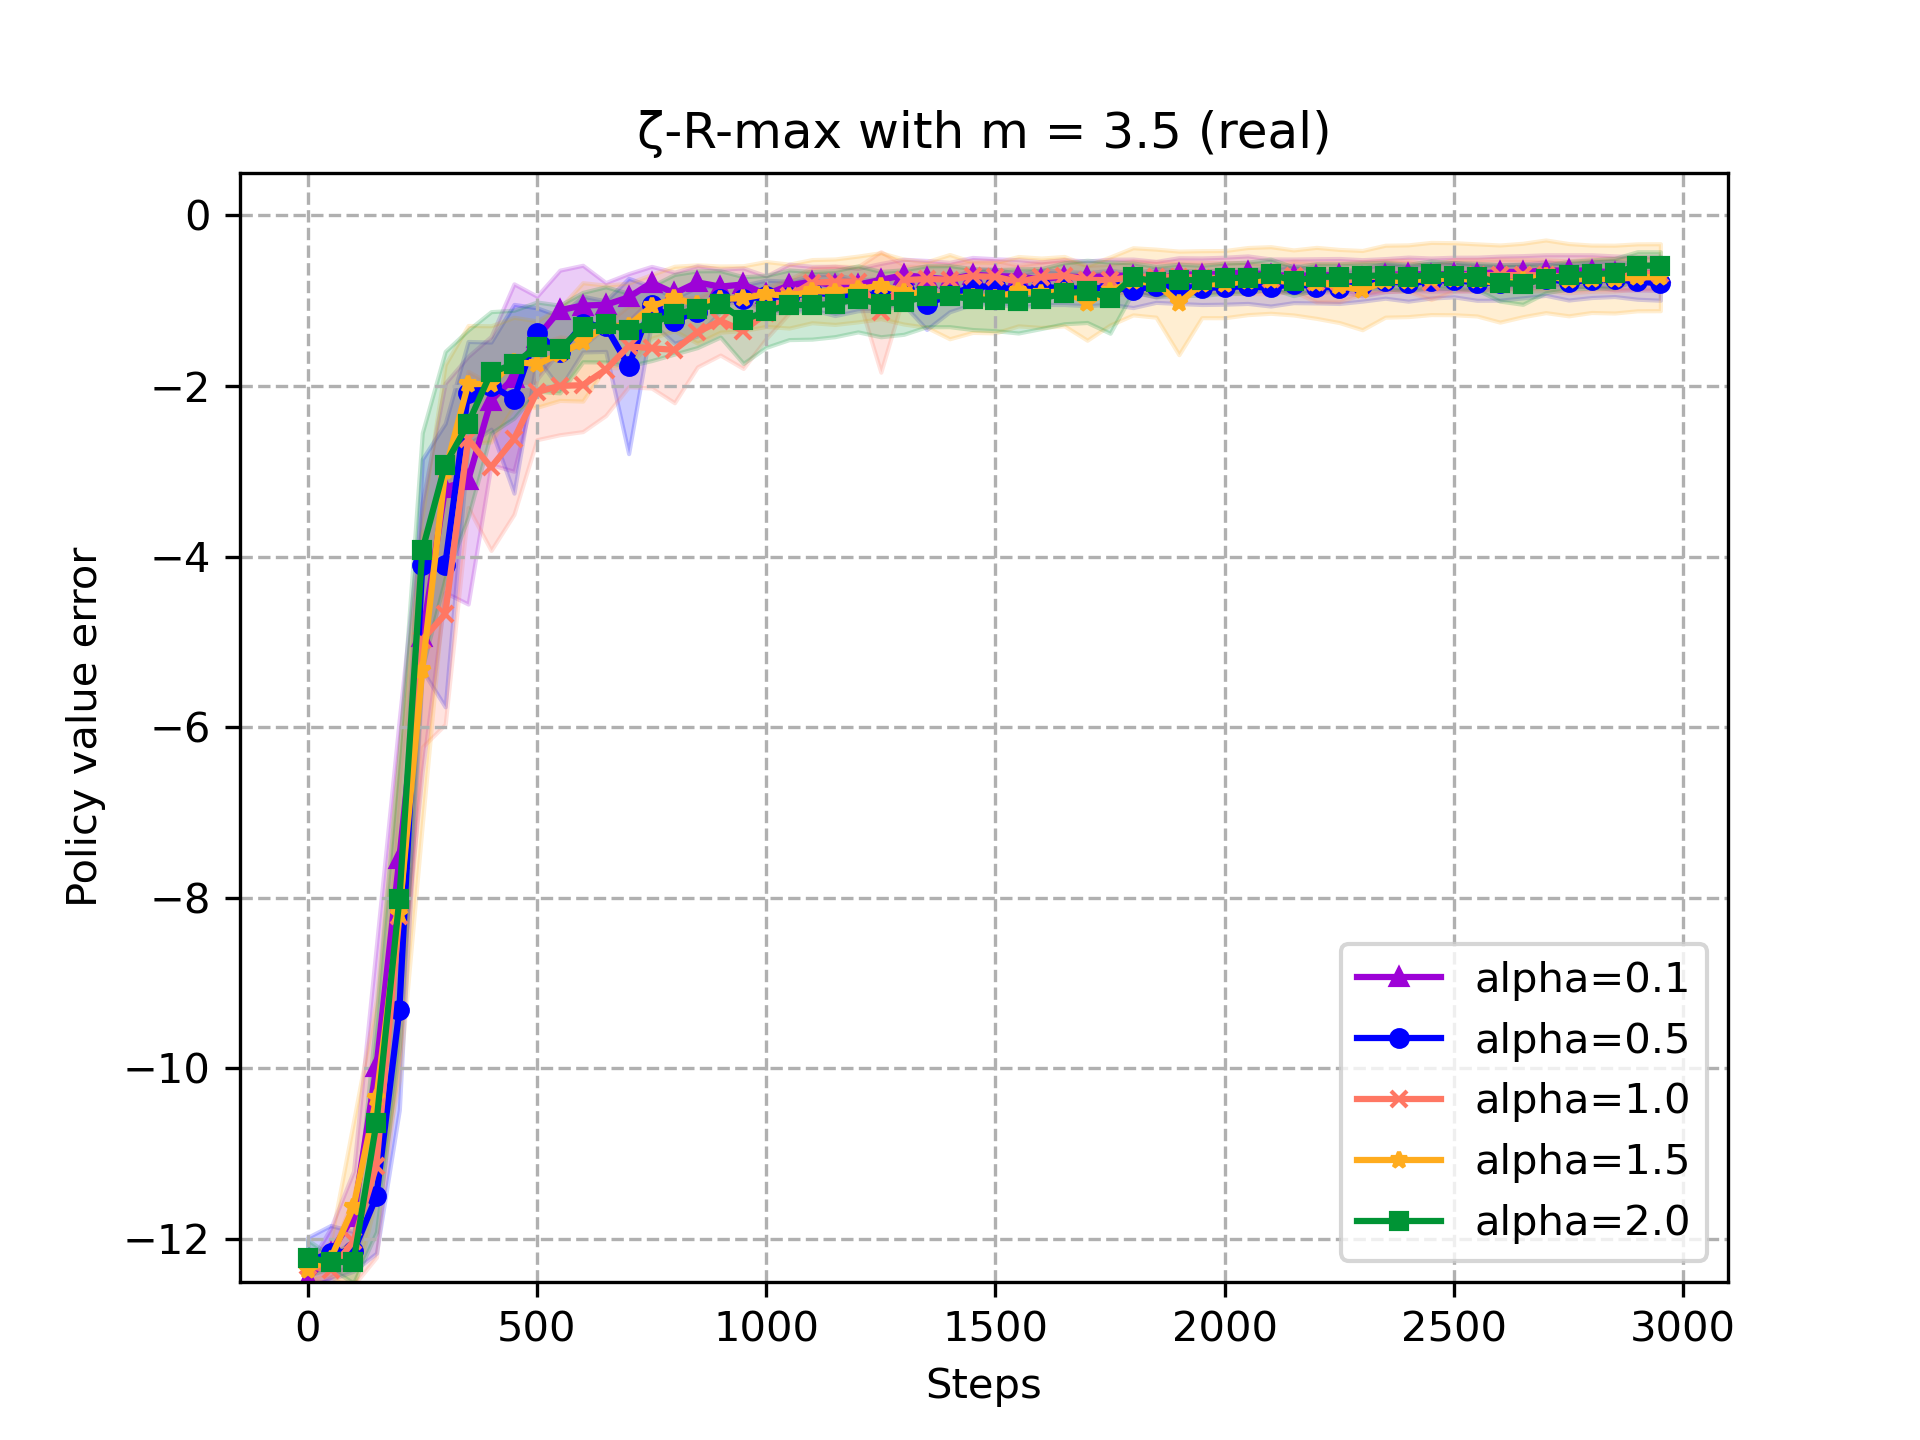 ζ-R-max with m = 3.5 (real)
Policy value error
0
−2
−4
−6
−8
−10
−12
0 500 1000 1500 2000 2500 3000
Steps
alpha=0.1
alpha=0.5
alpha=1.0
alpha=1.5
alpha=2.0